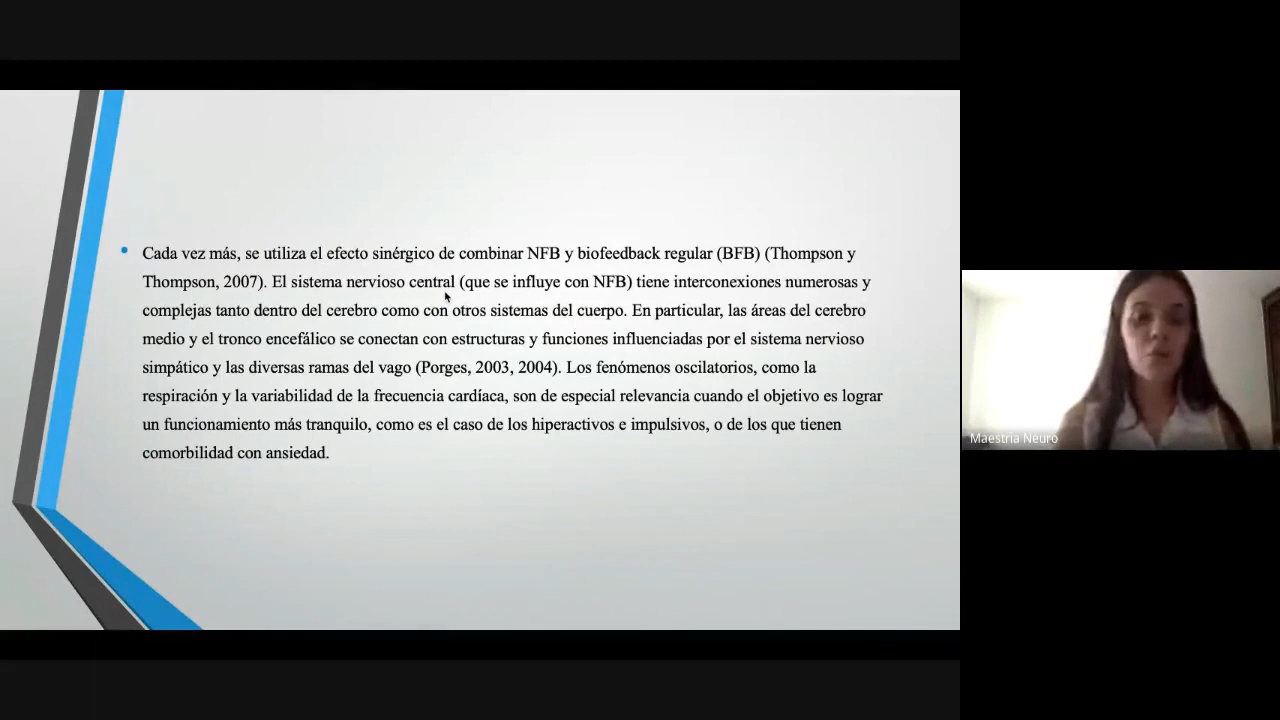 Cada vez más, se utiliza el efecto sinérgico de combinar NFB y biofeedback regular (BFB) (Thompson y
Thompson, 2007). El sistema nervioso central (que se influye con NFB) tiene interconexiones numerosas y
complejas tanto dentro del cerebro como con otros sistemas del cuerpo. En particular, las áreas del cerebro
medio y el tronco encefálico se conectan con estructuras y funciones influenciadas por el sistema nervioso
simpático y las diversas ramas del vago (Porges, 2003, 2004). Los fenómenos oscilatorios, como la
respiración y la variabilidad de la frecuencia cardíaca, son de especial relevancia cuando el objetivo es lograr
un funcionamiento más tranquilo, como es el caso de los hiperactivos e impulsivos, o de los que tienen
comorbilidad con ansiedad.
Maestria Neuro